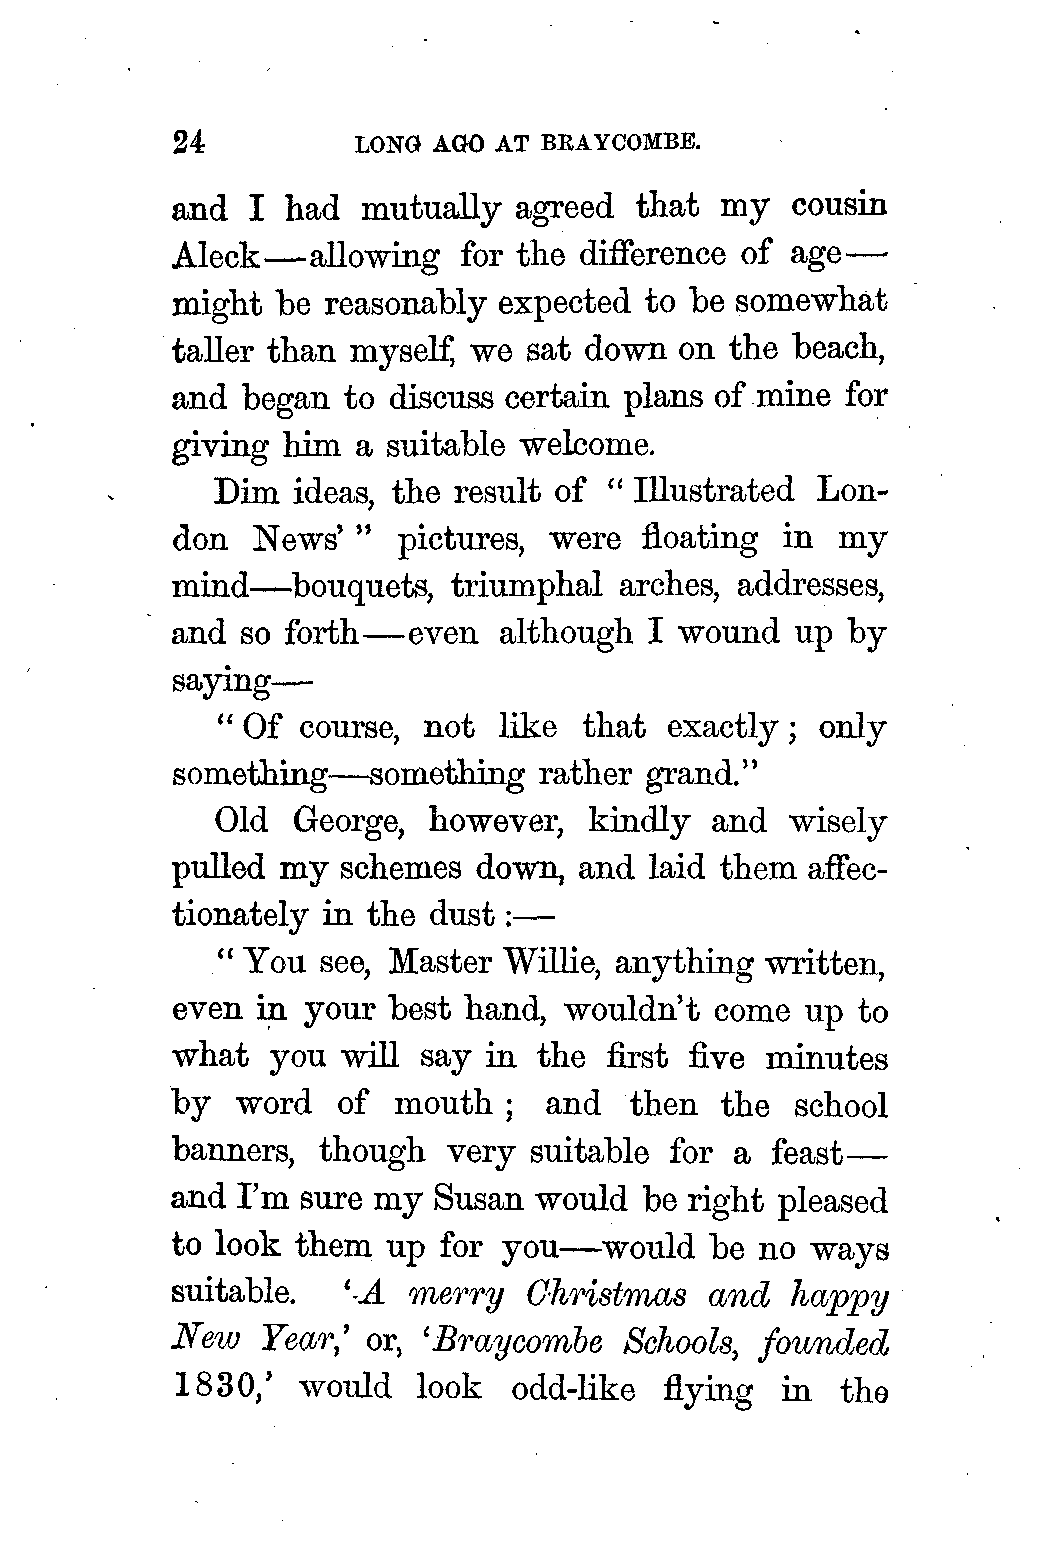 24 LONG AGO AT BRAYCOMBE.
and I had mutually agreed that my cousin
Aleck—allowing for the difference of age—
might be reasonably expected to be somewhat
taller than myself, we sat down on the beach,
and began to discuss certain plans of mine for
giving him a suitable welcome.
Dim ideas, the result of “Illustrated Lon-
don News’” pictures, were floating in my
mind—bouquets, triumphal arches, addresses,
and so forth—even although I wound up by
saying—
“Of course, not like that exactly; only
something—something rather grand.”
Old George, however, kindly and wisely
pulled my schemes down, and laid them affec-
tionately in the dust:—
“You see, Master Willie, anything written,
even in your best hand, wouldn’t come up to
what you will say in the first five minutes
by word of mouth; and then the school
banners, though very suitable for a feast—
and I’m sure my Susan would be right pleased
to look them up for you—would be no ways
suitable. ‘A merry Christmas and happy
New Year,’ or, ‘Braycombe Schools, founded
1830,’ would look odd-like flying in the